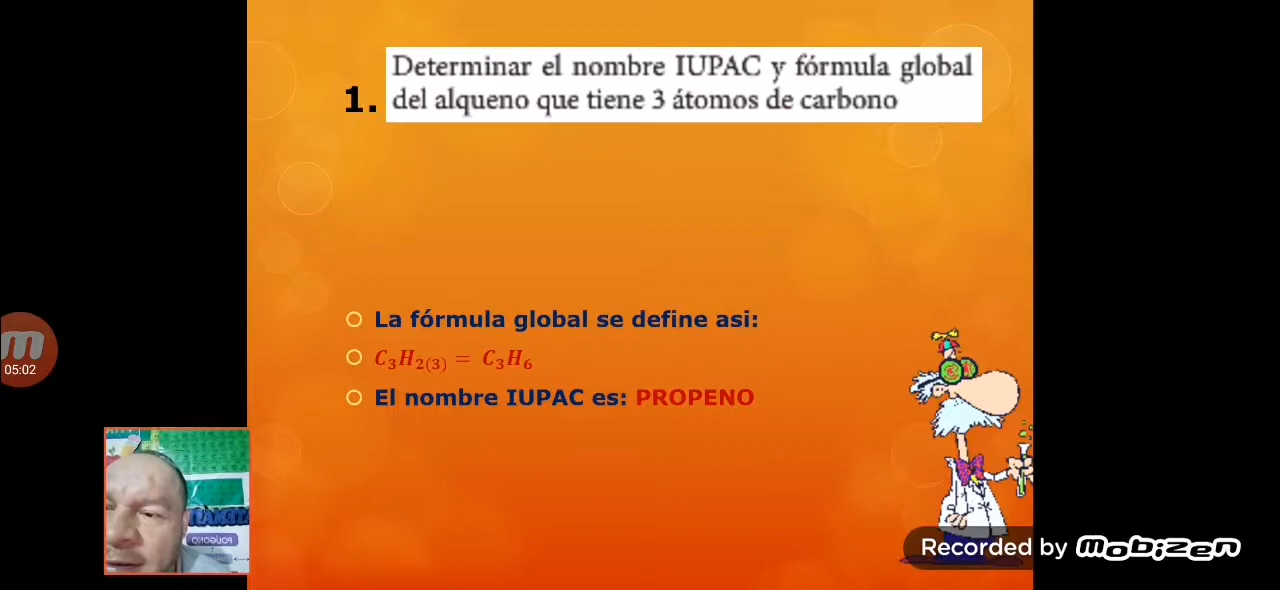 Determinar el nombre IUPAC y fórmula global
1. del alqueno que tiene 3 átomos de carbono
La fórmula global se define asi:
C₃H₂₍₃₎ = C₃H₆
El nombre IUPAC es: PROPENO
05:02
Recorded by mobizen